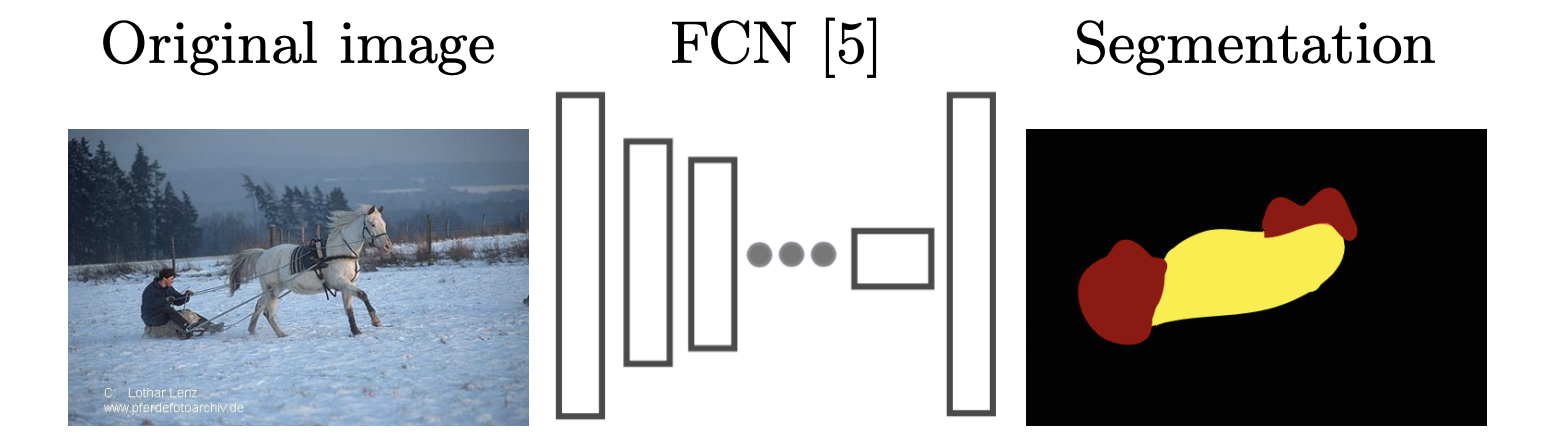 Original image
FCN [5]
Segmentation
C: Lothar Lenz
www.pferdefotoarchiv.de